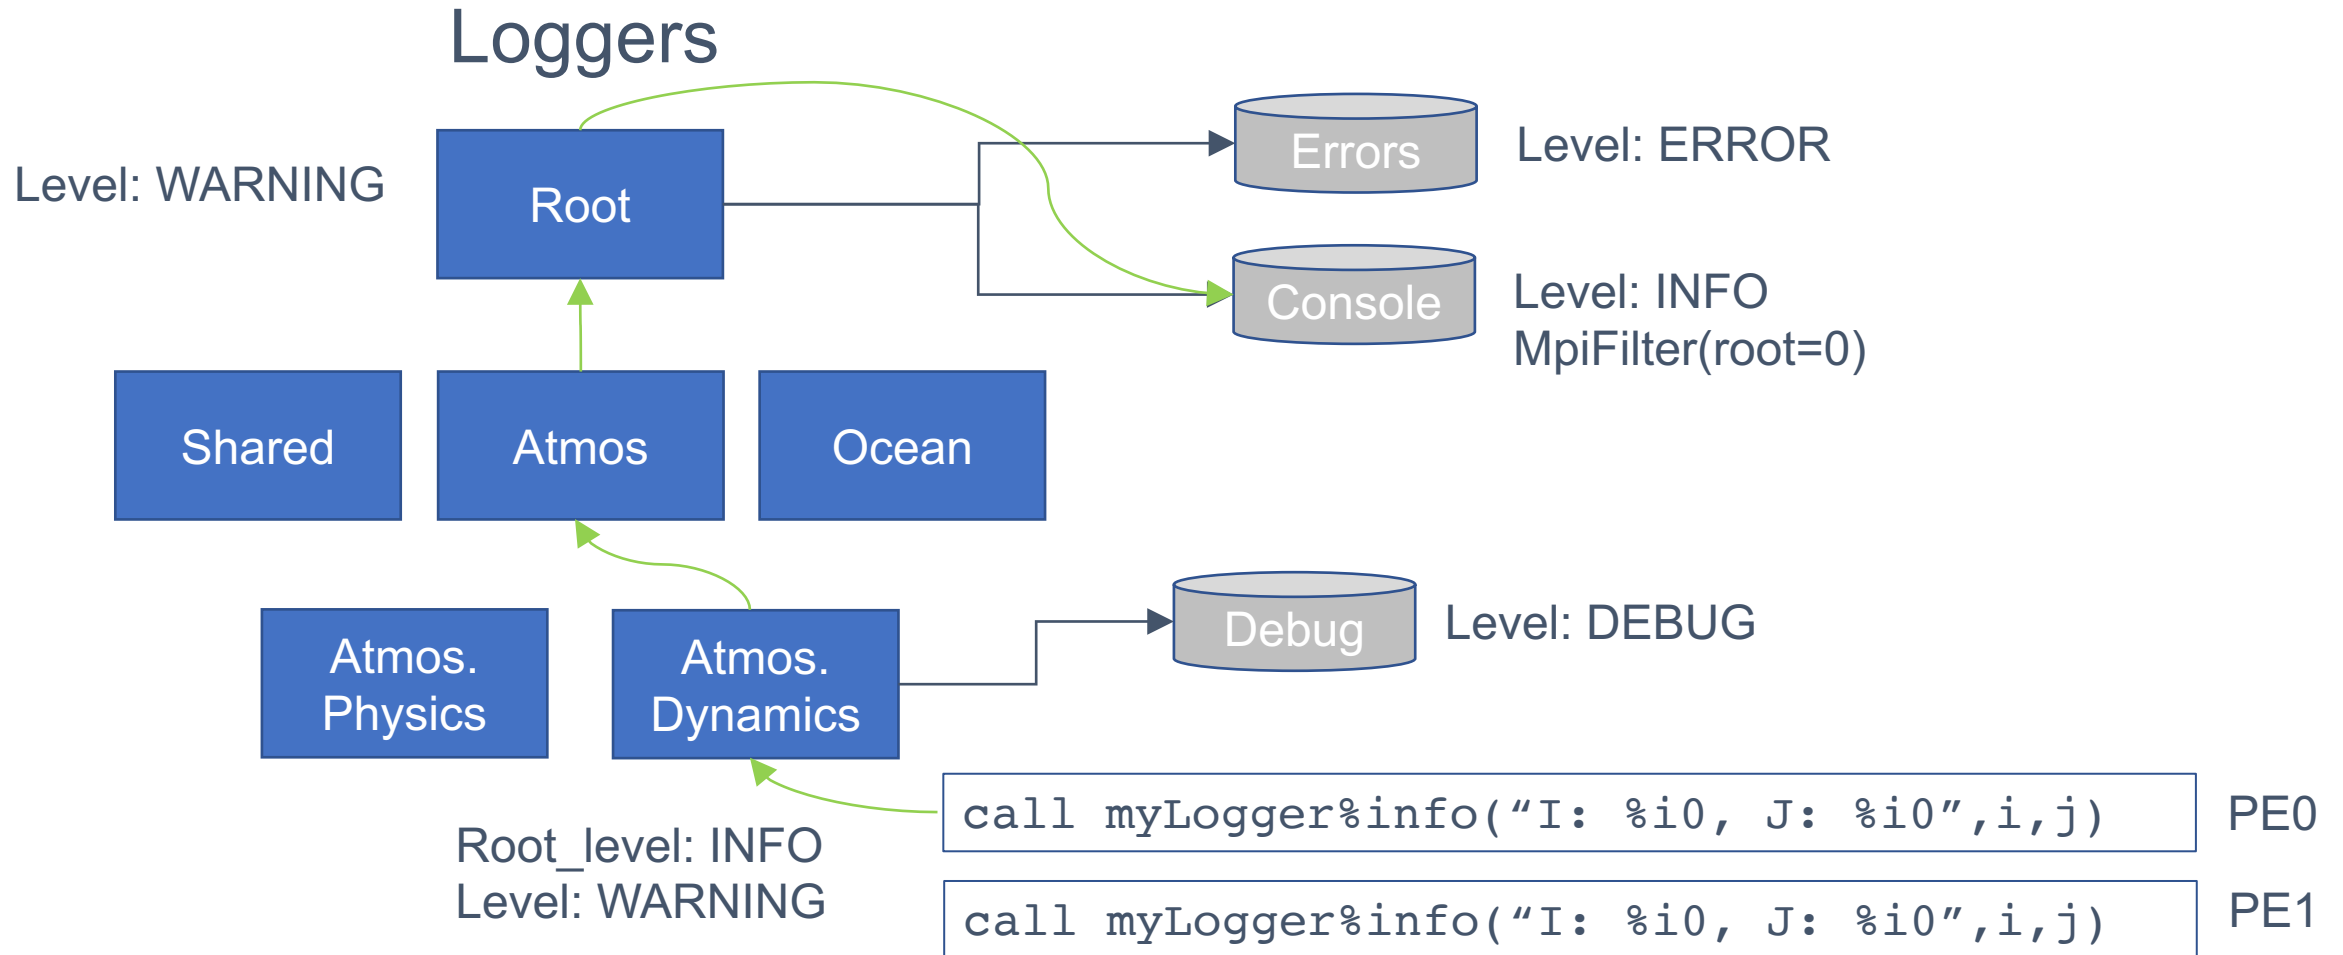 Loggers
Level: WARNING
Root
Errors
Level: ERROR
Console
Level: INFO
MpiFilter(root=0)
Shared
Atmos
Ocean
Atmos.
Physics
Atmos.
Dynamics
Debug
Level: DEBUG
Root_level: INFO
Level: WARNING
call myLogger%info(“I: %i0, J: %i0”,i,j)
PE0
call myLogger%info(“I: %i0, J: %i0”,i,j)
PE1